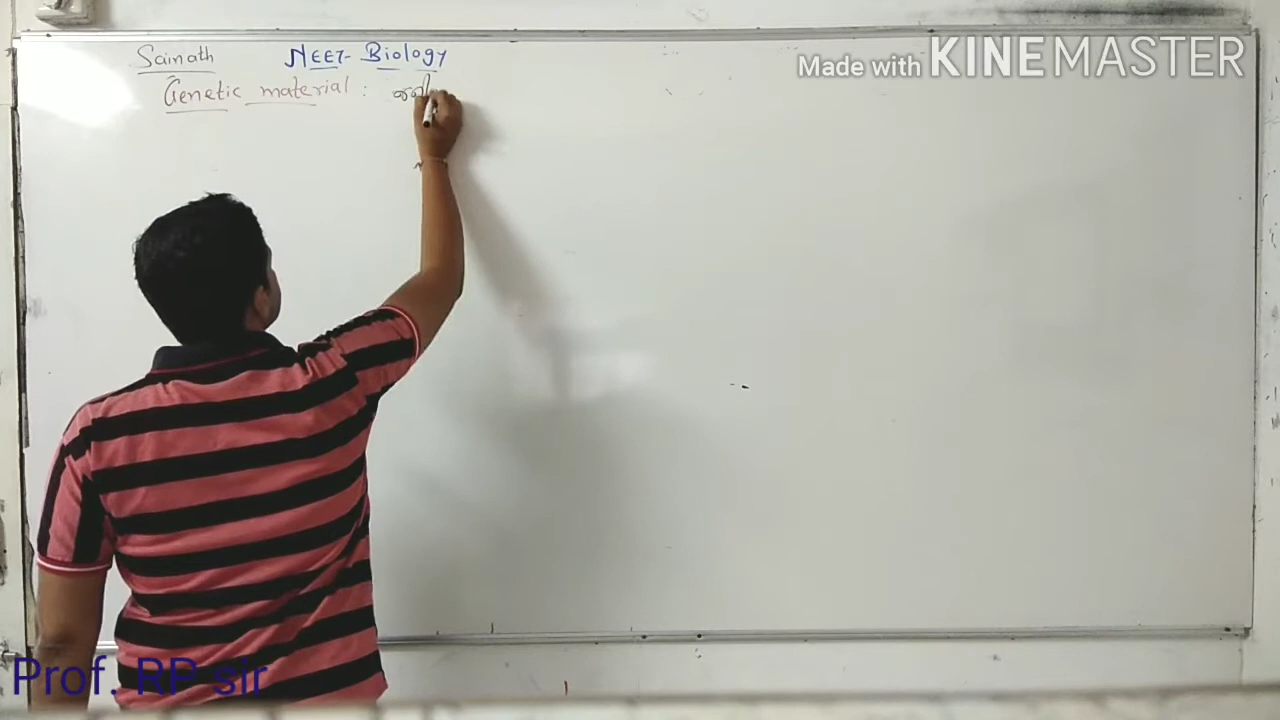 Sainath NEET- Biology
Made with KINEMASTER
Genetic material :
Prof. RP sir